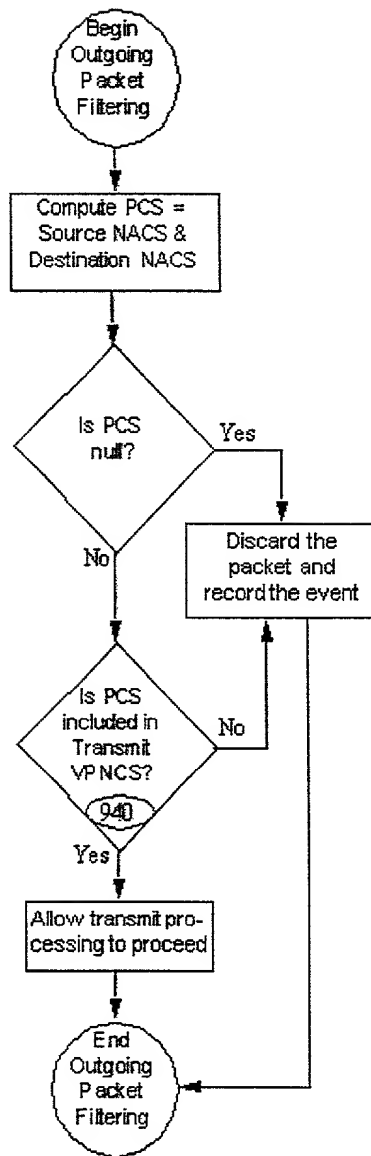 Begin
Outgoing
Packet
Filtering
Compute PCS =
Source NACS &
Destination NACS
Is PCS
null?
Yes
No
Discard the
packet and
record the event
Is PCS
included in
Transmit
VPNCS?
940
No
Yes
Allow transmit pro-
cessing to proceed
End
Outgoing
Packet
Filtering